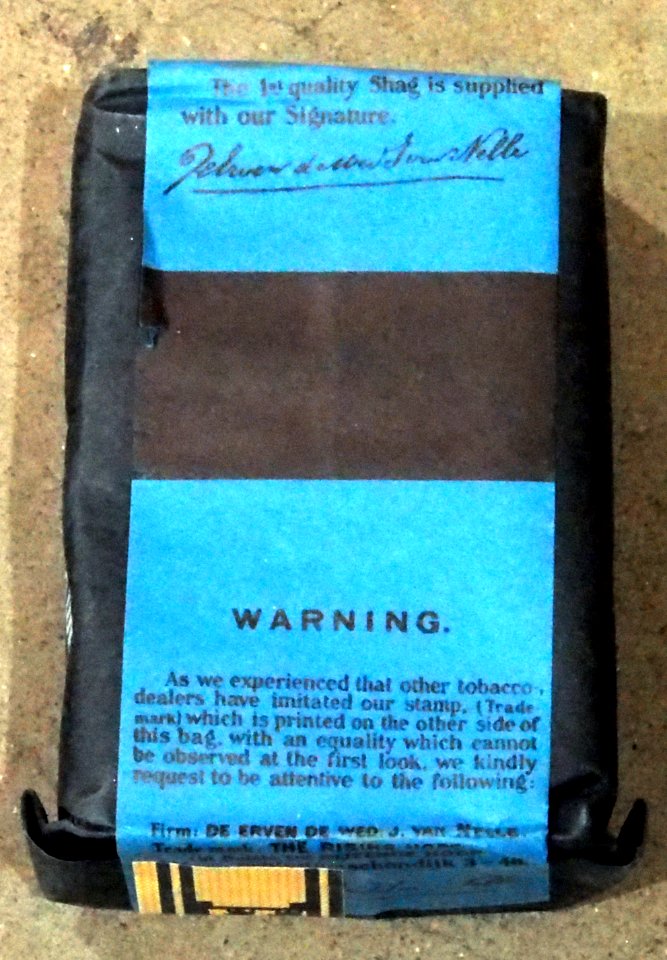 The 1st quality Shag is supplied
with our Signature.
WARNING.
As we experienced that other tobacco-
dealers have imitated our stamp, (Trade-
mark) which is printed on the other side of
this bag, with an equality which cannot
be observed at the first look, we kindly
request to be attentive to the following:
Firm: DE ERVEN DE WED. J. VAN NELLE.
THE RISING